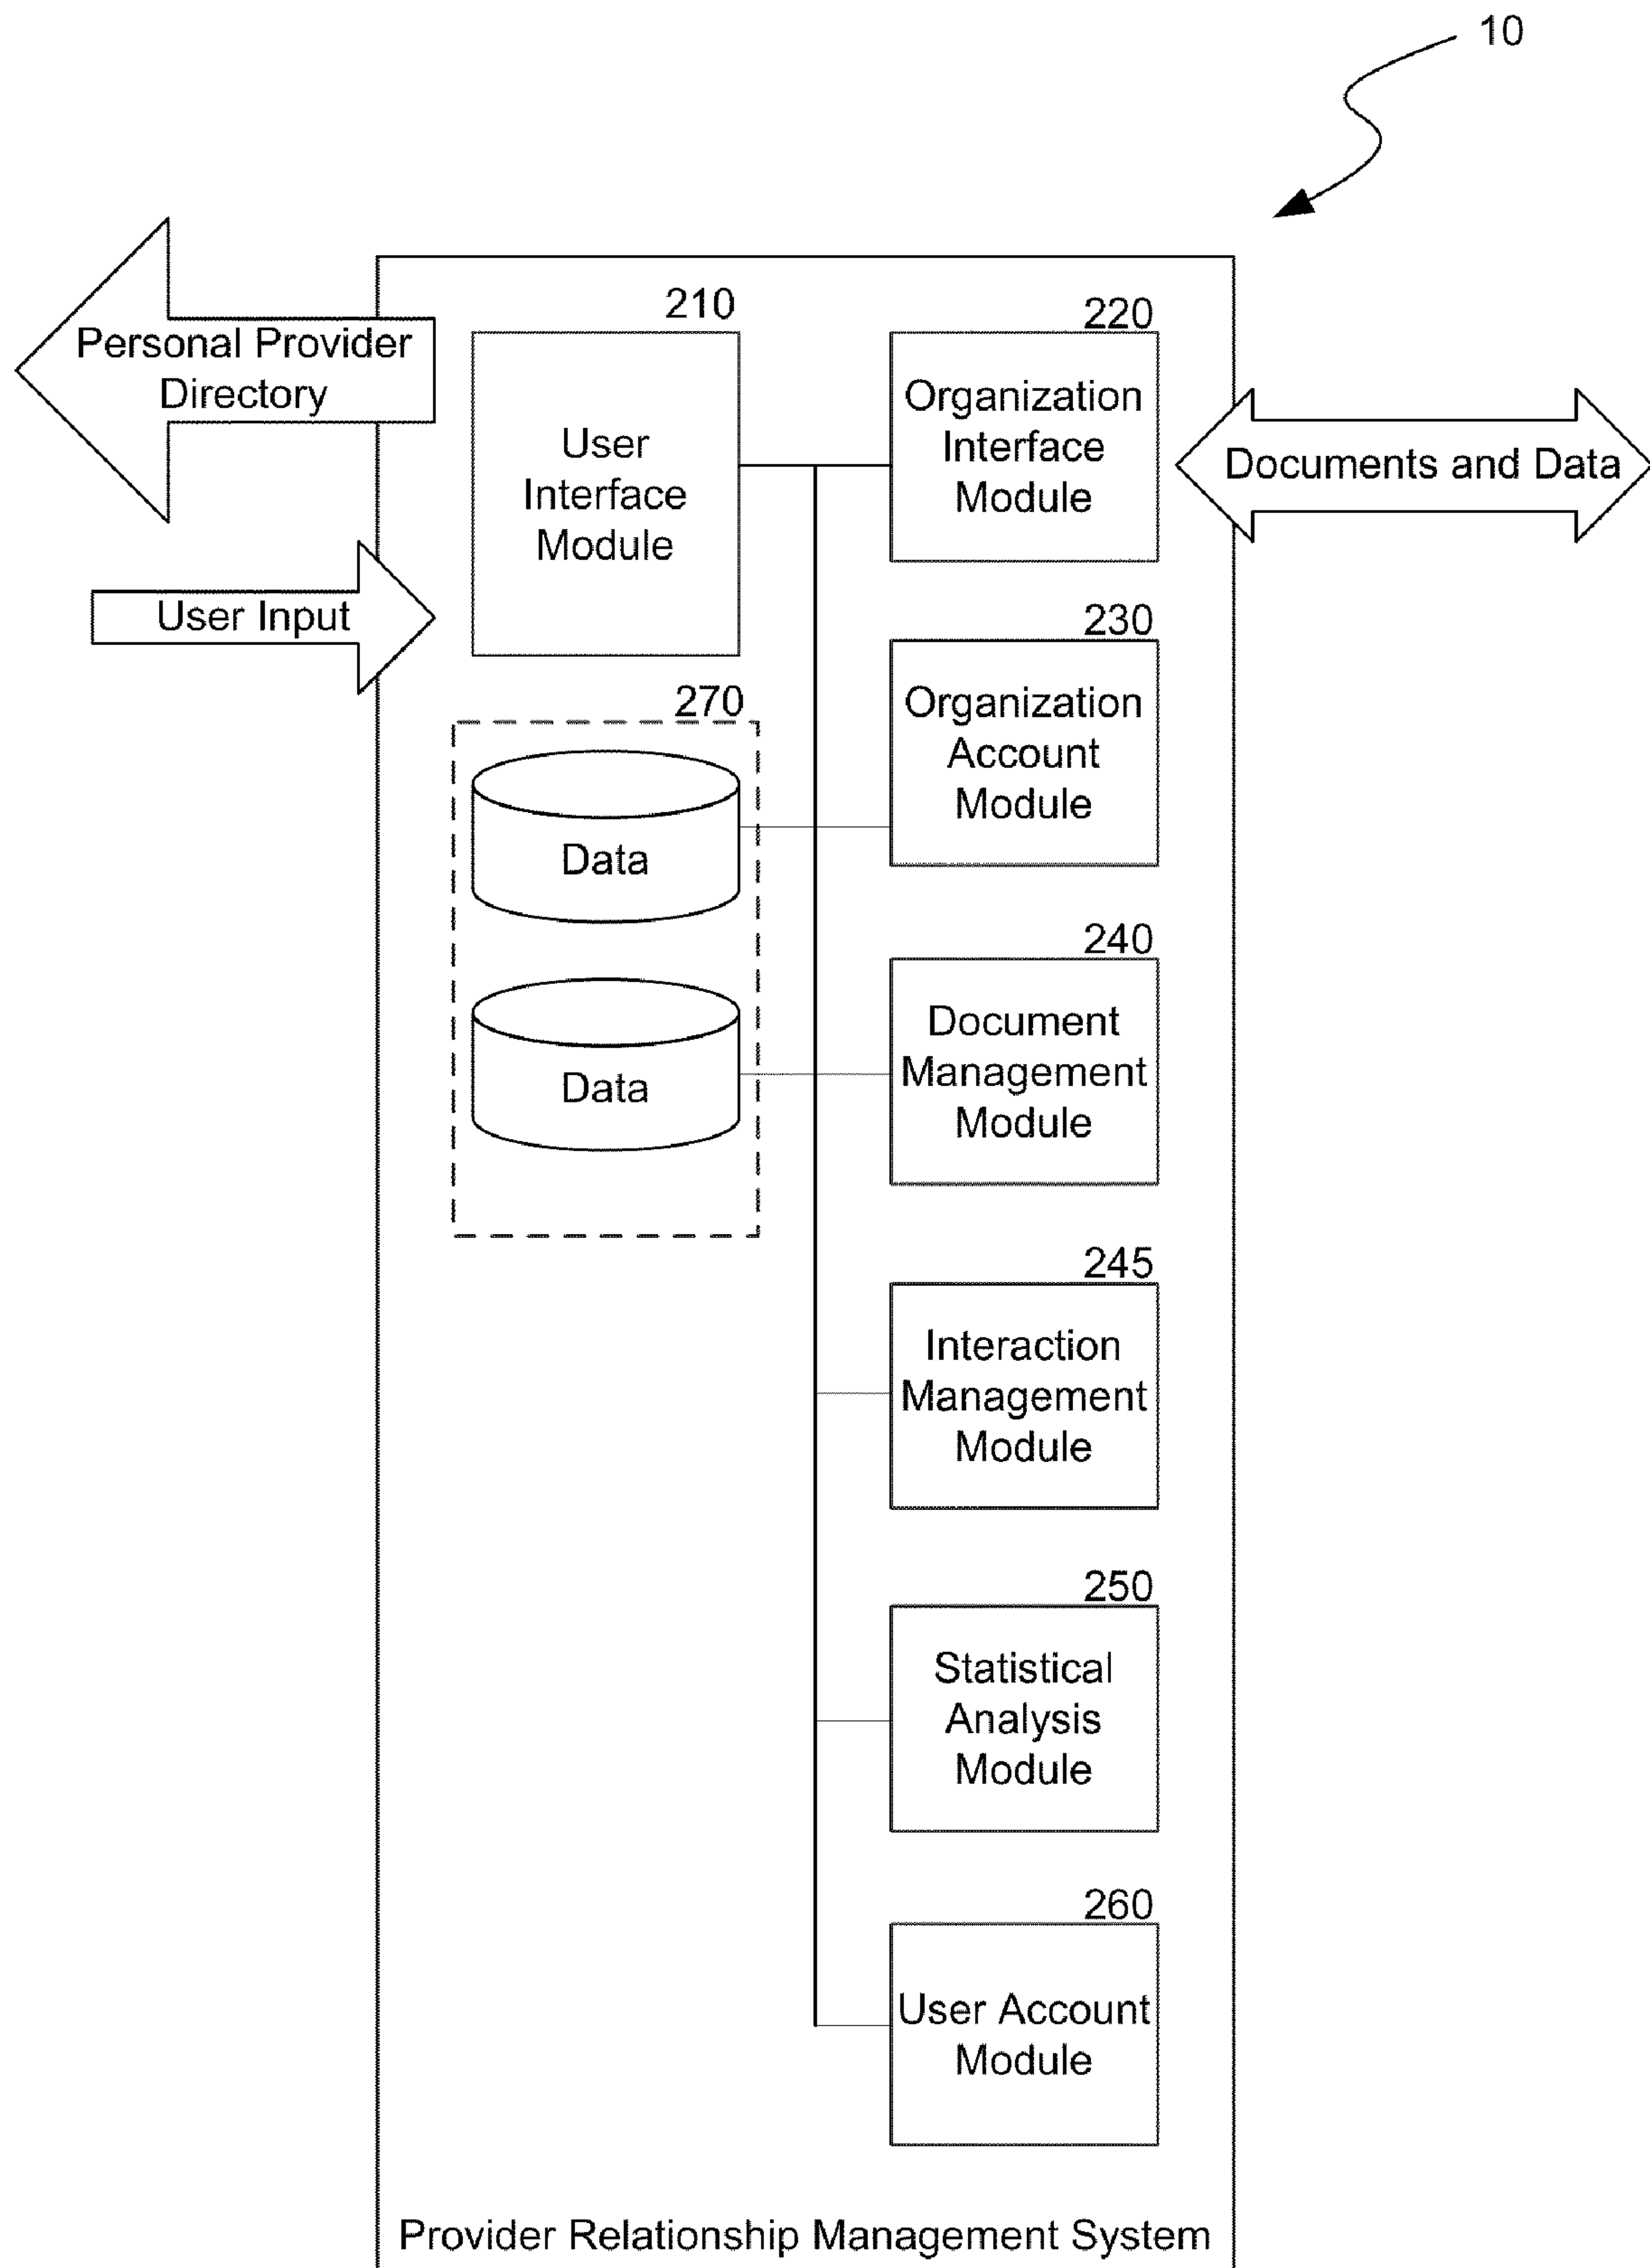 10
Personal Provider
Directory
User Input
210
User
Interface
Module
220
Organization
Interface
Module
Documents and Data
230
Organization
Account
Module
270
Data
Data
240
Document
Management
Module
245
Interaction
Management
Module
250
Statistical
Analysis
Module
260
User Account
Module
Provider Relationship Management System